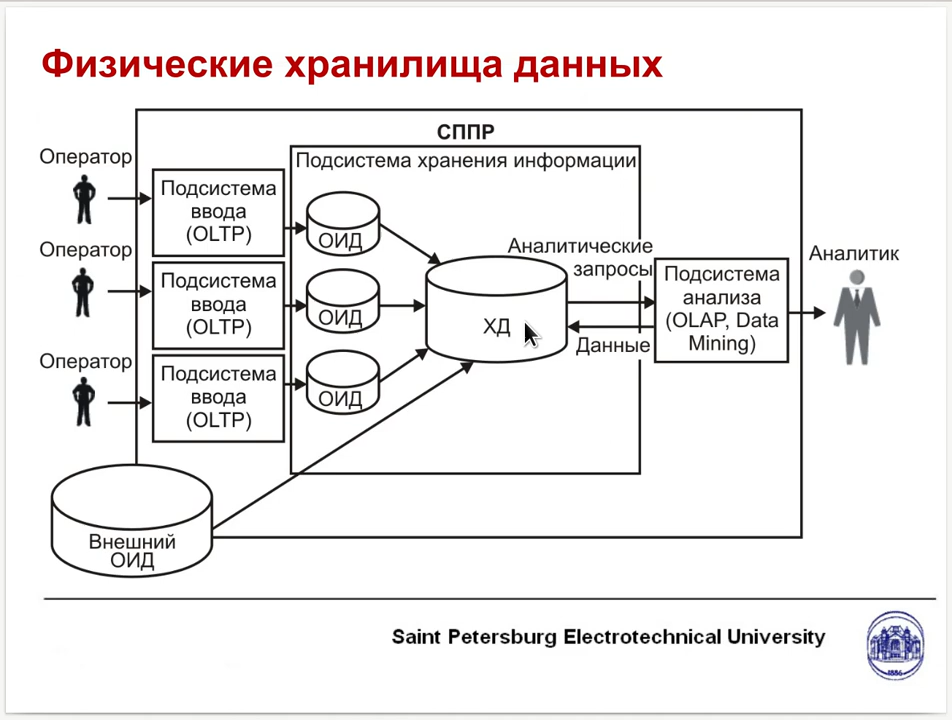 Физические хранилища данных
СППР
Подсистема хранения информации
Оператор
Подсистема
ввода
(OLTP)
ОИД
Оператор
Подсистема
ввода
(OLTP)
ОИД
Оператор
Подсистема
ввода
(OLTP)
ОИД
Внешний
ОИД
ХД
Аналитические
запросы
Данные
Подсистема
анализа
(OLAP, Data
Mining)
Аналитик
Saint Petersburg Electrotechnical University
1886